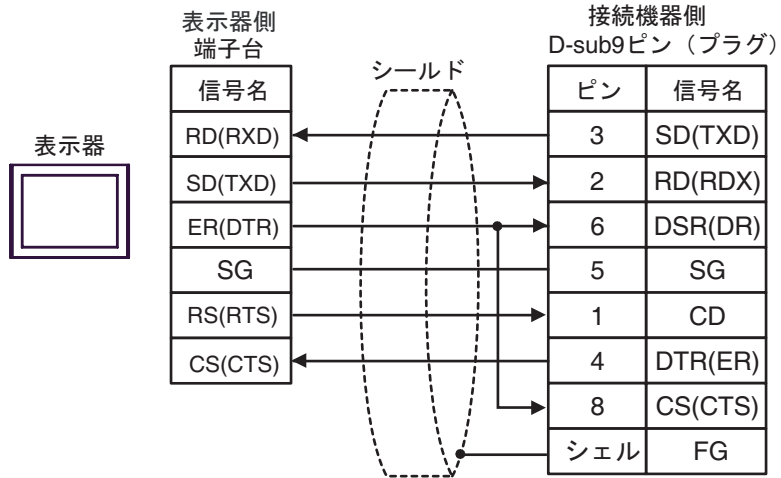 表示器側
端子台
接続機器側
D-sub9ピン（プラグ）
シールド
表示器
信号名
RD(RXD)
SD(TXD)
ER(DTR)
SG
RS(RTS)
CS(CTS)
ピン 信号名
3 SD(TXD)
2 RD(RDX)
6 DSR(DR)
5 SG
1 CD
4 DTR(ER)
8 CS(CTS)
シェル FG